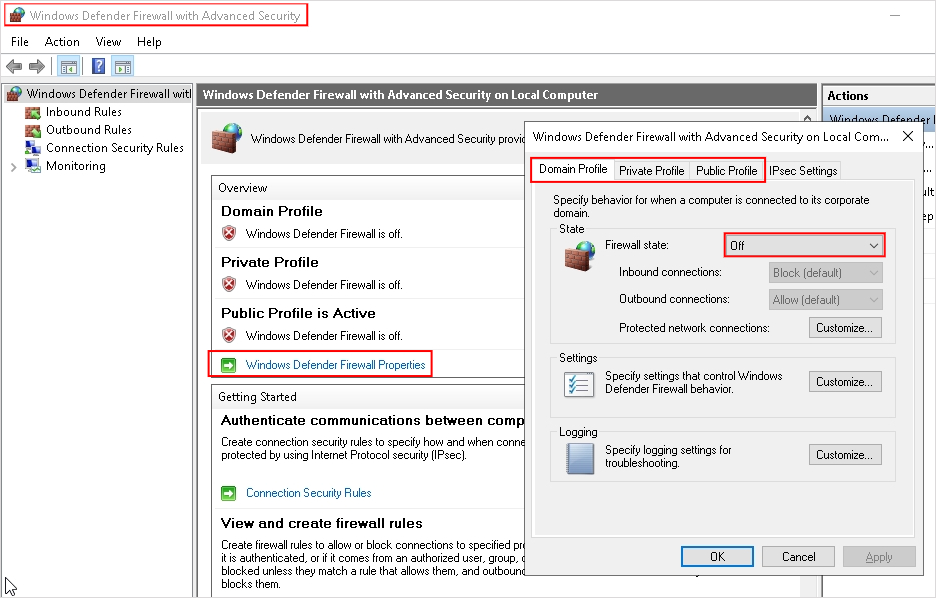 Windows Defender Firewall with Advanced Security
File Action View Help
Windows Defender Firewall with
Inbound Rules
Outbound Rules
Connection Security Rules
Monitoring
Windows Defender Firewall with Advanced Security on Local Computer
Windows Defender Firewall with Advanced Security provid
Overview
Domain Profile
Windows Defender Firewall is off.
Private Profile
Windows Defender Firewall is off.
Public Profile is Active
Windows Defender Firewall is off.
Windows Defender Firewall Properties
Getting Started
Authenticate communications between comp
Create connection security rules to specify how and when conne
protected by using Internet Protocol security (IPsec).
Connection Security Rules
View and create firewall rules
Create firewall rules to allow or block connections to specified pr
it is authenticated, or if it comes from an authorized user, group,
blocked unless they match a rule that allows them, and outboun
blocks them.
Actions
Windows Defender
Windows Defender Firewall with Advanced Security on Local Com...
Domain Profile Private Profile Public Profile IPsec Settings
Specify behavior for when a computer is connected to its corporate
domain.
State
Firewall state: Off
Inbound connections: Block (default)
Outbound connections: Allow (default)
Protected network connections: Customize...
Settings
Specify settings that control Windows
Defender Firewall behavior.
Customize...
Logging
Specify logging settings for
troubleshooting.
Customize...
OK Cancel Apply